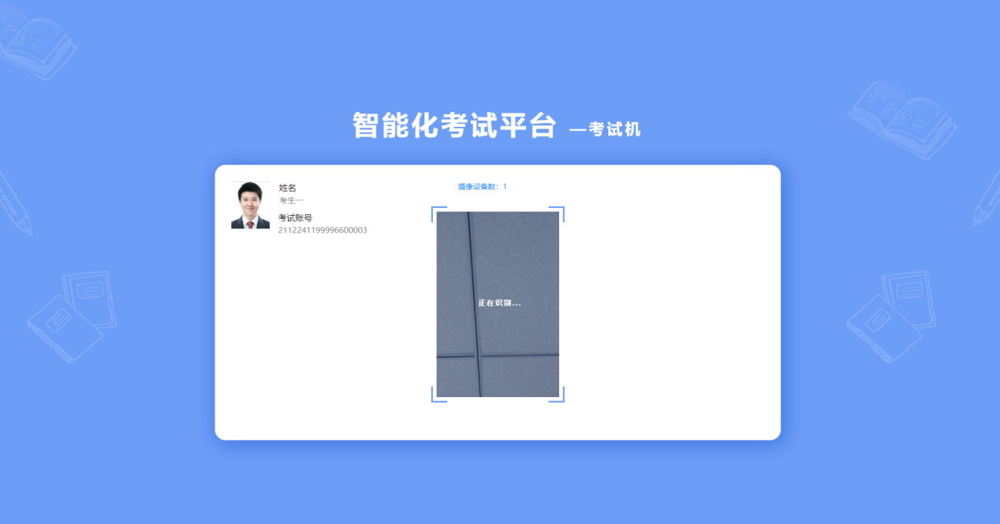 智能化考试平台 —考试机
姓名
考生一
考试账号
2112241199996600003
摄像设备数：1
正在识别...